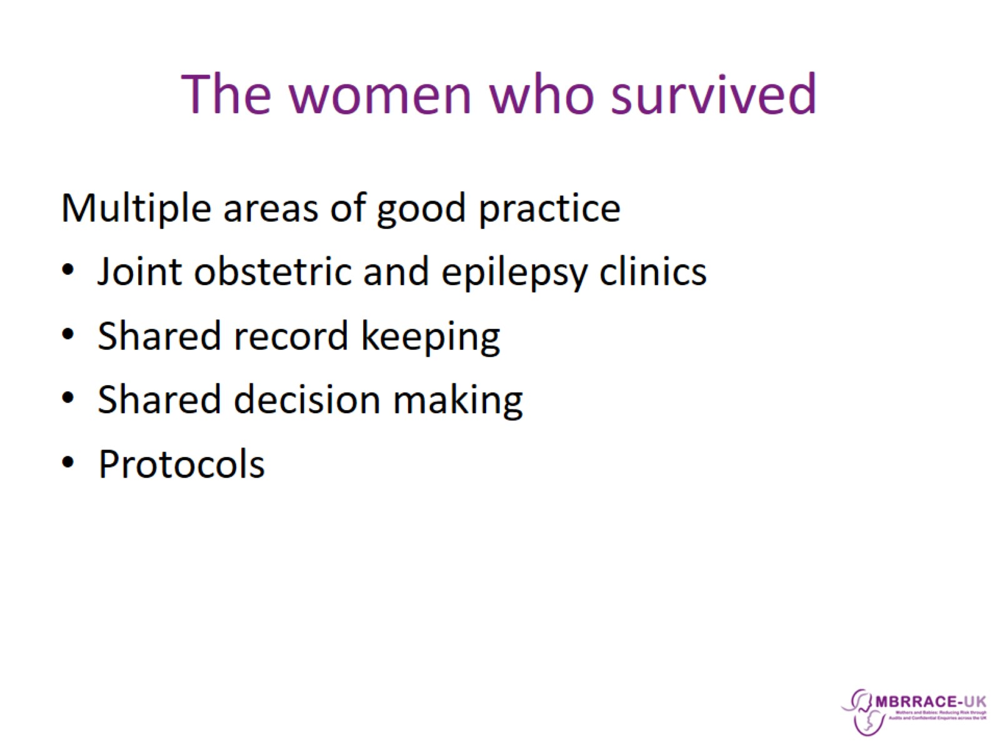 The women who survived
Multiple areas of good practice
• Joint obstetric and epilepsy clinics
• Shared record keeping
• Shared decision making
• Protocols
MBRRACE-UK
Mothers and Babies: Reducing Risk through
Audits and Confidential Enquiries across the UK